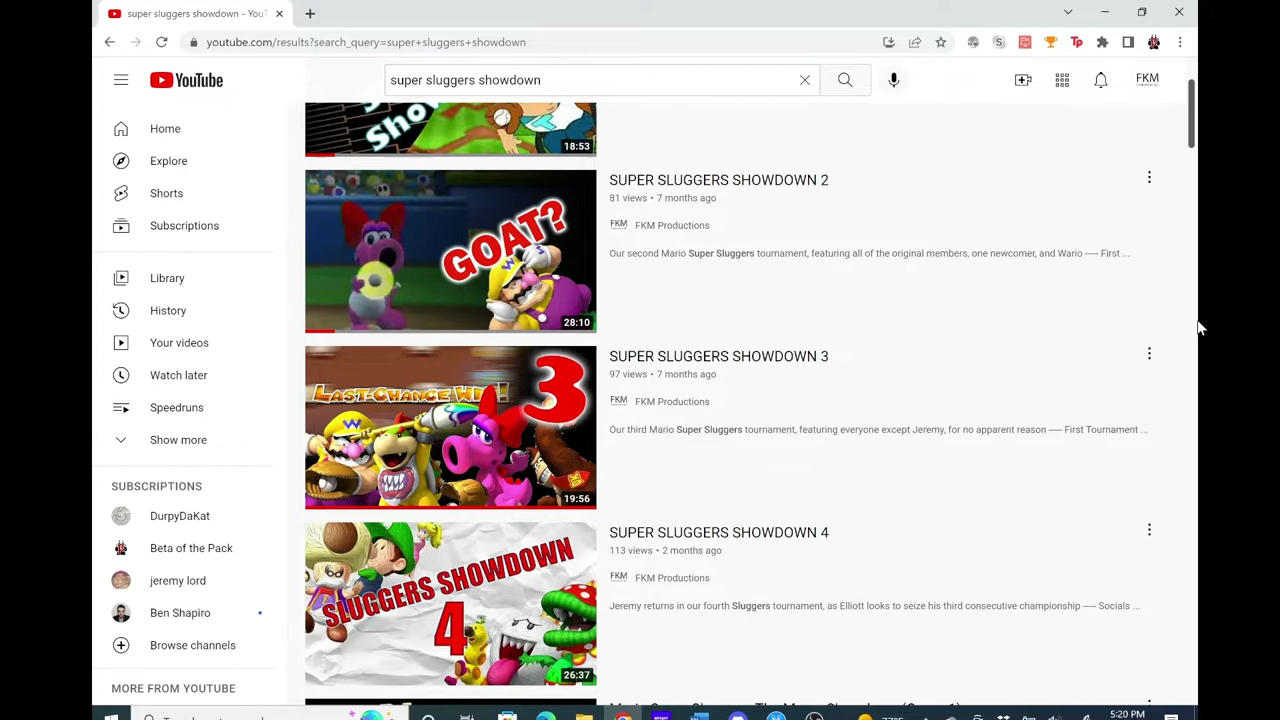 super sluggers showdown - YouT
youtube.com/results?search_query=super+sluggers+showdown
YouTube
super sluggers showdown
FKM
Home
Explore
Shorts
Subscriptions
Library
History
Your videos
Watch later
Speedruns
Show more
SUBSCRIPTIONS
DurpyDaKat
Beta of the Pack
jeremy lord
Ben Shapiro
Browse channels
MORE FROM YOUTUBE
18:53
GOAT?
28:10
SUPER SLUGGERS SHOWDOWN 2
81 views • 7 months ago
FKM FKM Productions
Our second Mario Super Sluggers tournament, featuring all of the original members, one newcomer, and Wario ----- First ...
LAST-CHANCE WIN! 3
19:56
SUPER SLUGGERS SHOWDOWN 3
97 views • 7 months ago
FKM FKM Productions
Our third Mario Super Sluggers tournament, featuring everyone except Jeremy, for no apparent reason ----- First Tournament ...
SLUGGERS SHOWDOWN
4
26:37
SUPER SLUGGERS SHOWDOWN 4
113 views • 2 months ago
FKM FKM Productions
Jeremy returns in our fourth Sluggers tournament, as Elliott looks to seize his third consecutive championship ----- Socials ...
5:20 PM